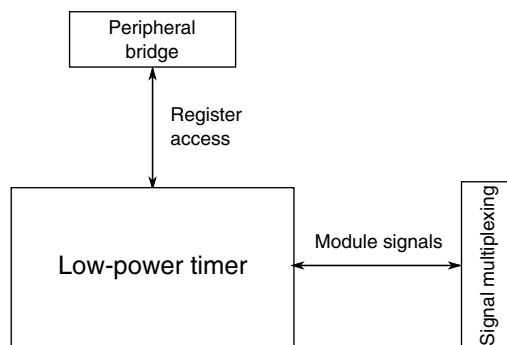 Peripheral
bridge
Register
access
Low-power timer
Module signals
Signal multiplexing